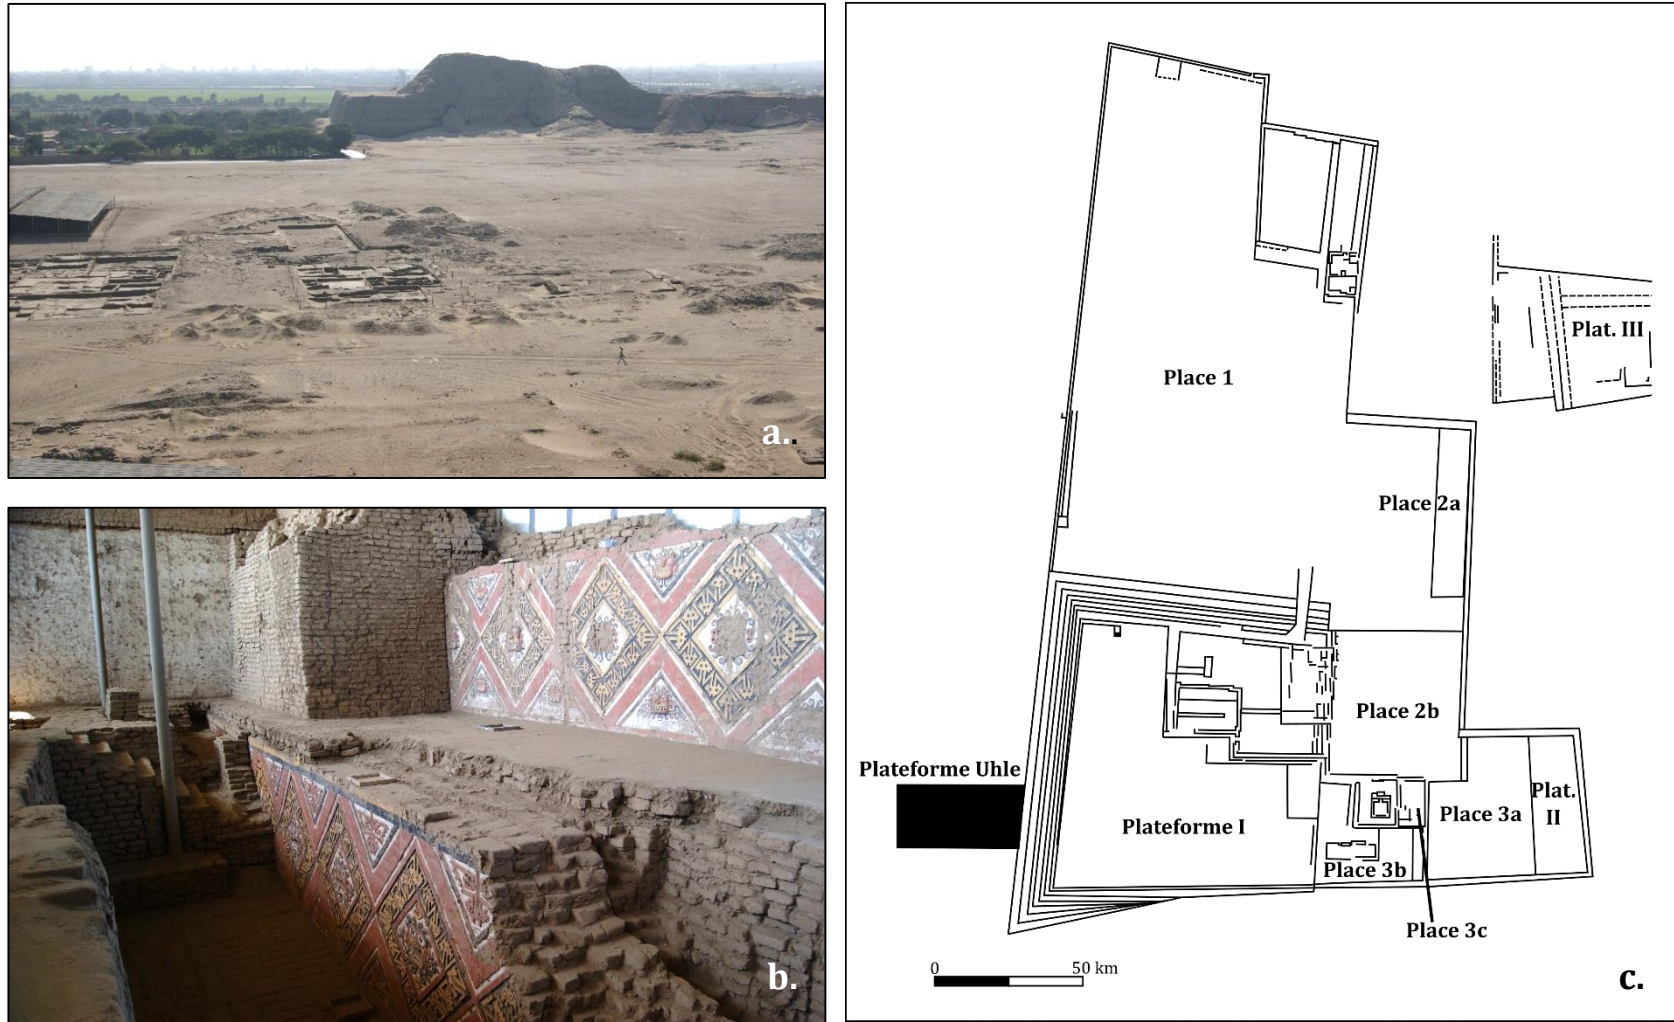 a..
b.
Place 1
Plat. III
Place 2a
Place 2b
Plateforme Uhle
Plateforme I
Place 3a
Plat.
II
Place 3b
Place 3c
0
50 km
c.